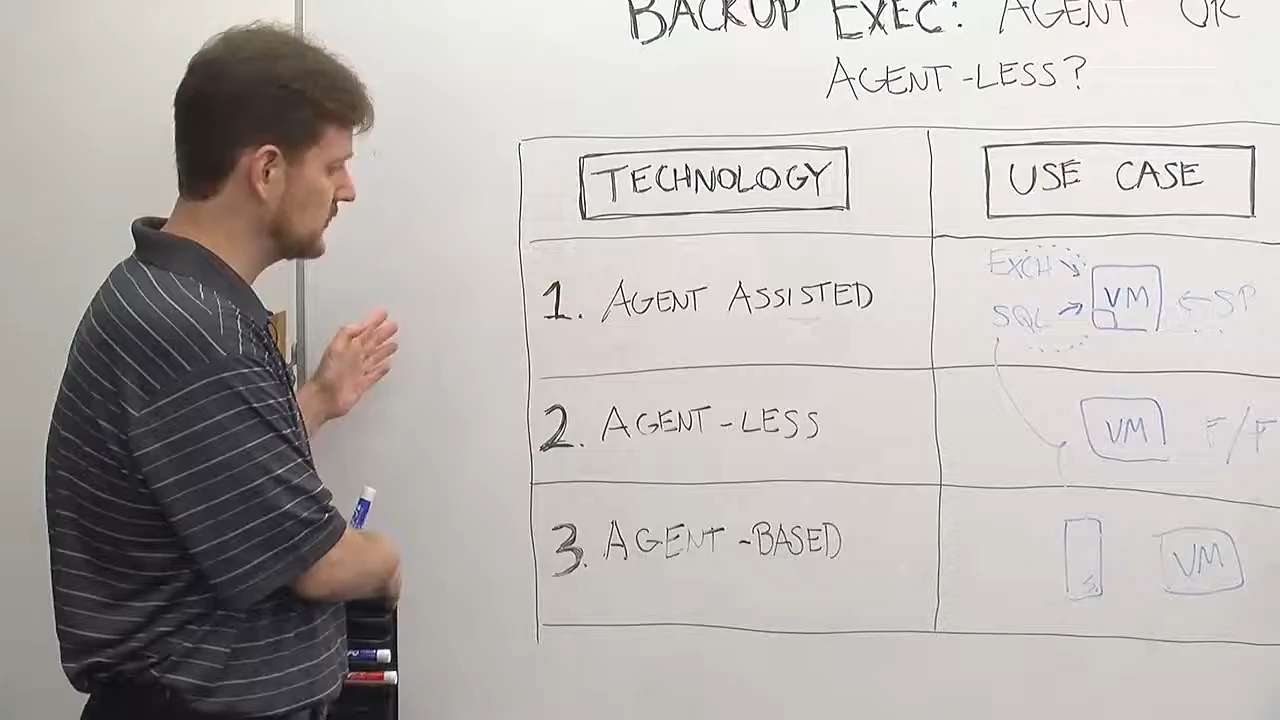 BACKUP EXEC: AGENT OR
AGENT-LESS?
TECHNOLOGY
USE CASE
1. AGENT ASSISTED
EXCH
SQL
VM
SP
2. AGENT-LESS
VM
F/F
3. AGENT-BASED
VM